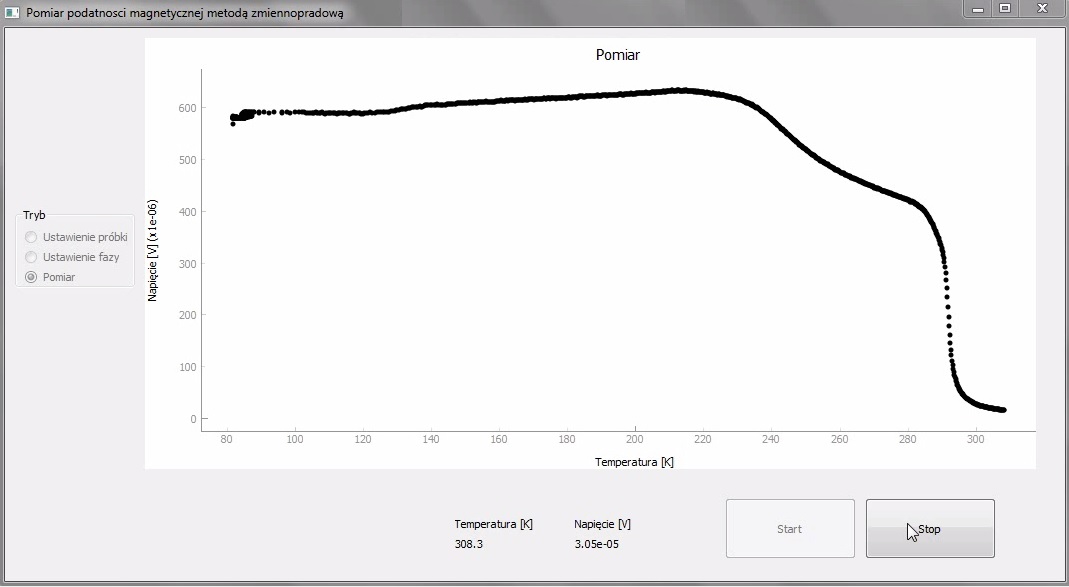 Pomiar podatnosci magnetycznej metodą zmiennopradową
Pomiar
Tryb
Ustawienie próbki
Ustawienie fazy
Pomiar
Napięcie [V] (x1e-06)
600
500
400
300
200
100
0
80 100 120 140 160 180 200 220 240 260 280 300
Temperatura [K]
Temperatura [K] Napięcie [V]
308.3 3.05e-05
Start
Stop